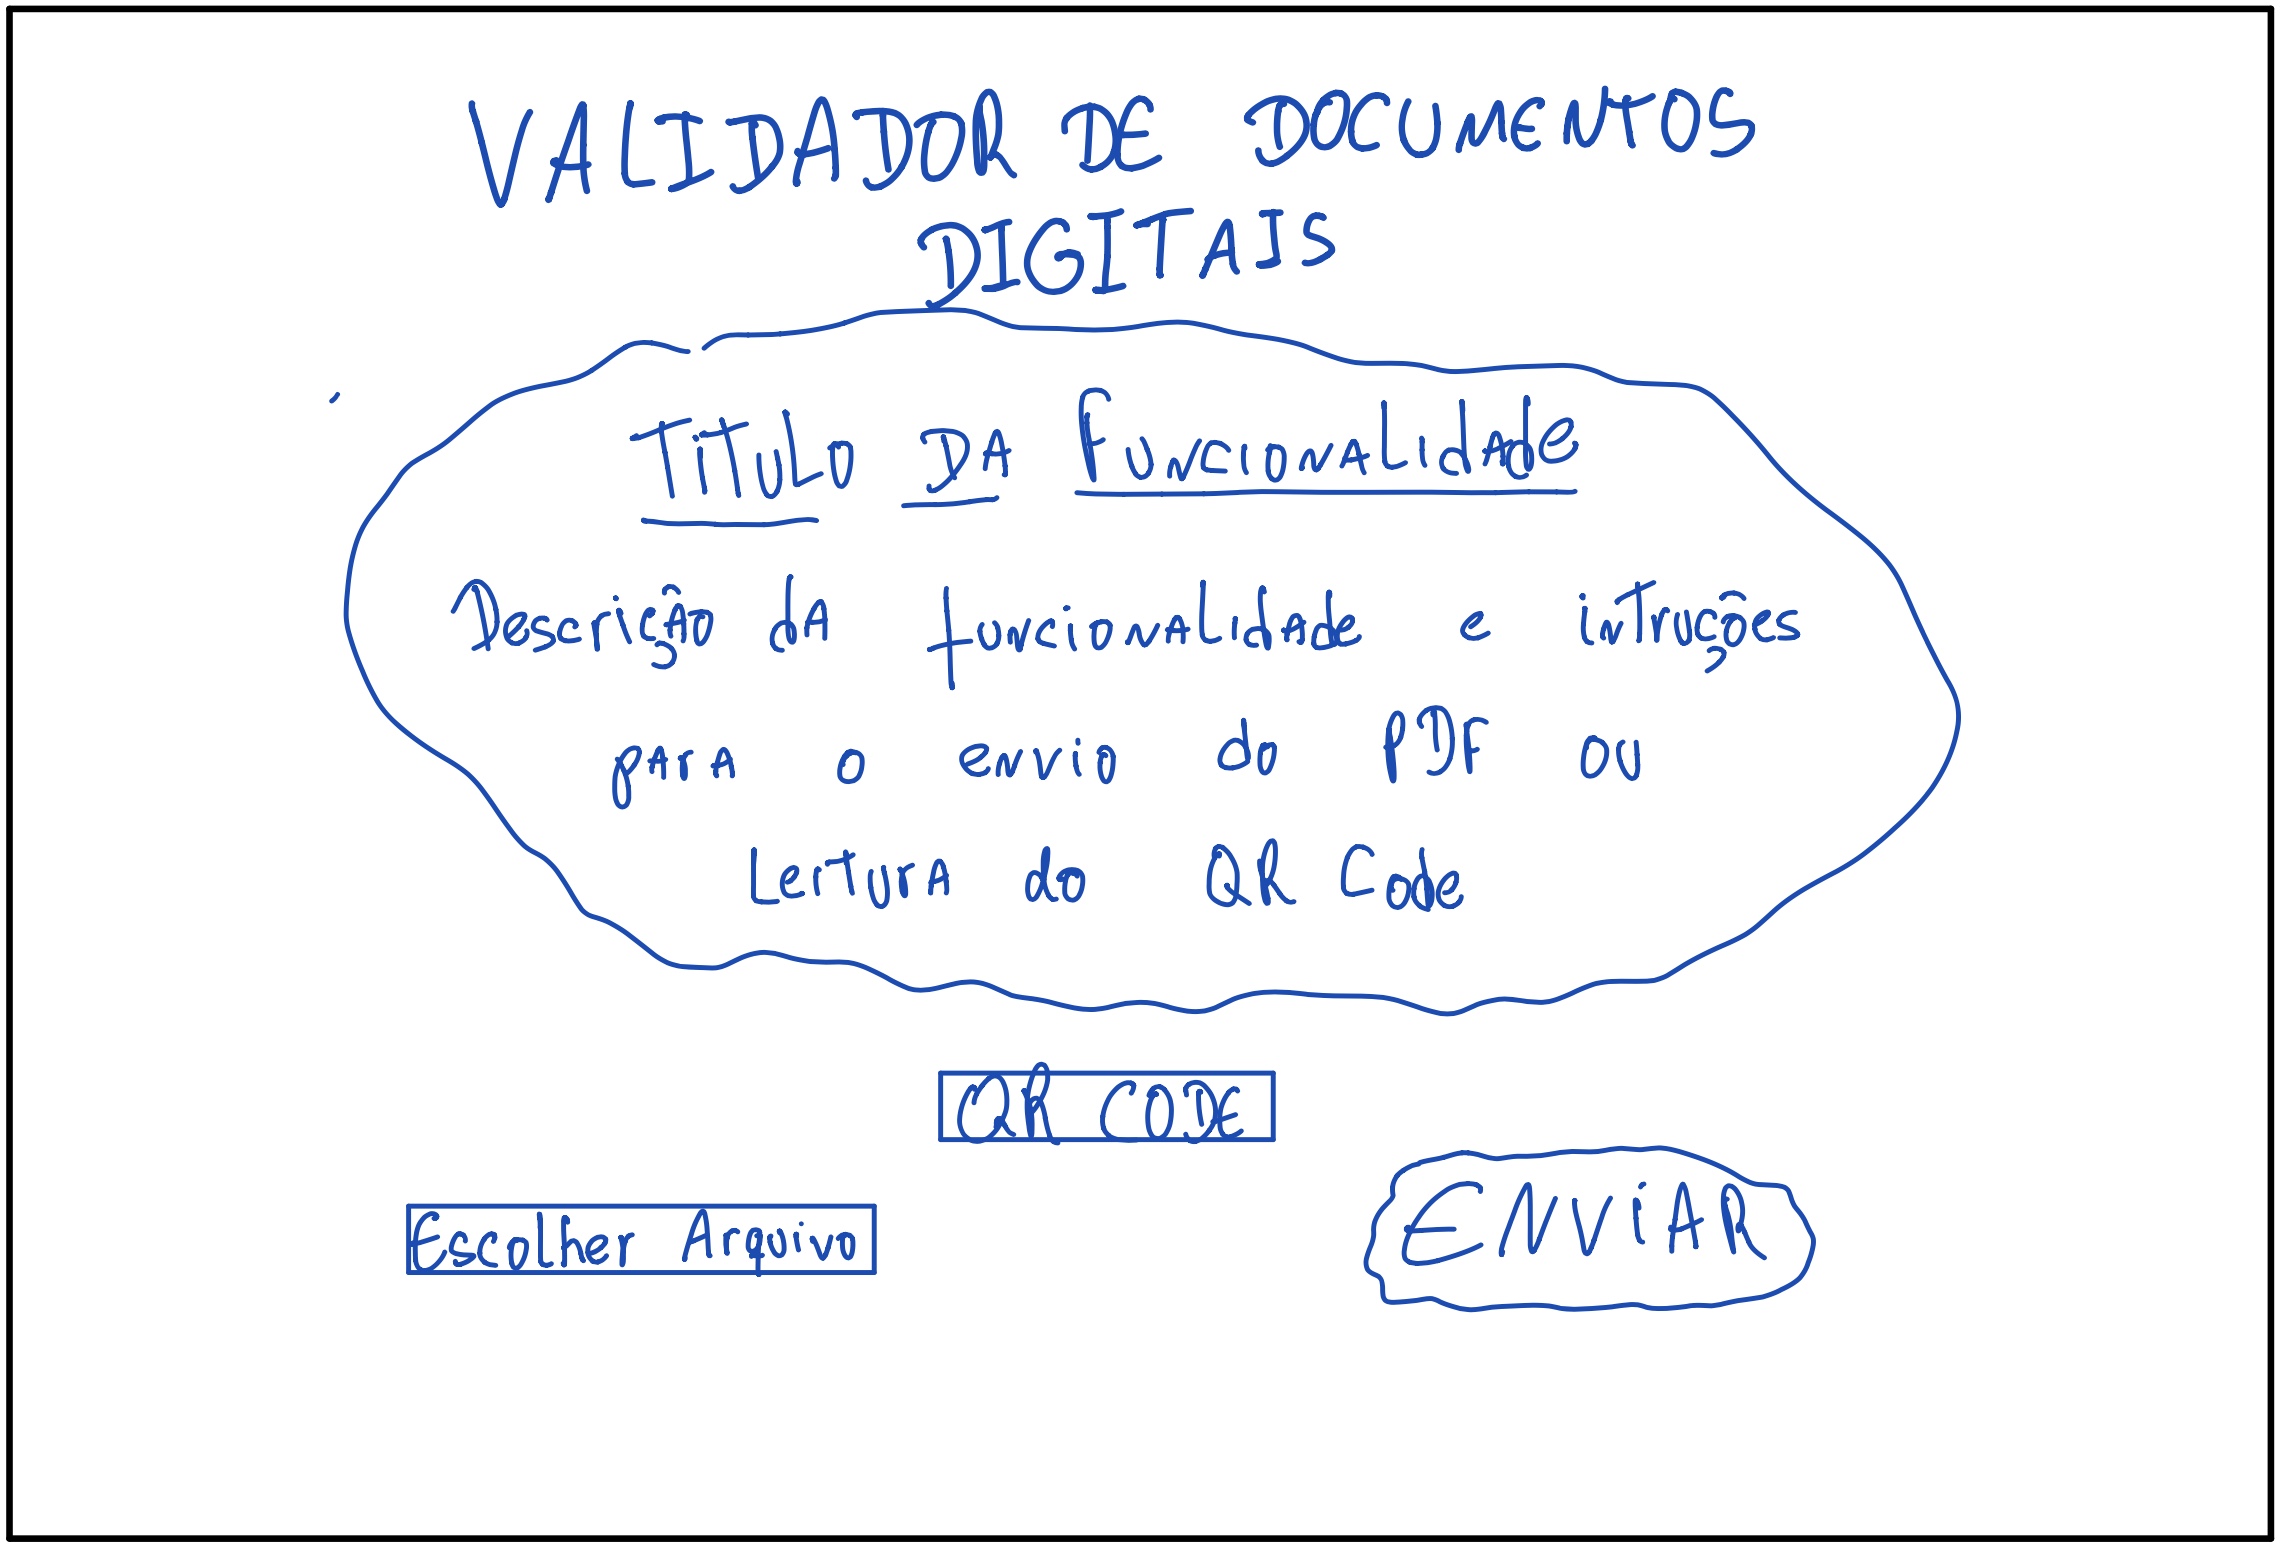 VALIDADOR DE DOCUMENTOS
DIGITAIS
TiTuLo DA FuncionALidAde
Descrição dA funcionAlidAde e inTruções
pArA o envio do PDF ou
LeiTurA do QR Code
QR CODE
Escolher Arquivo
ENViAR